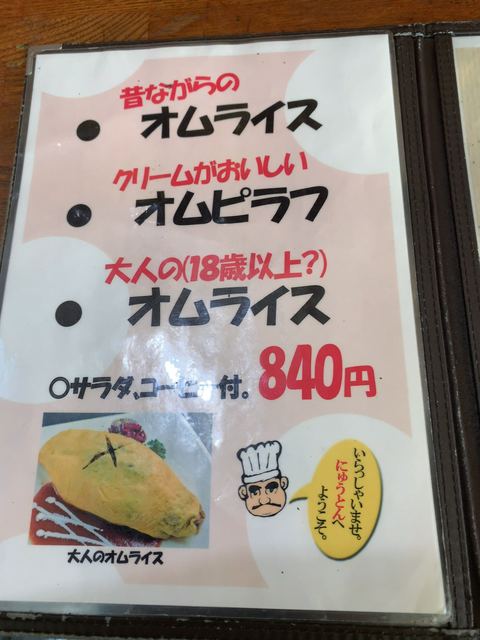 昔ながらの
● オムライス
クリームがおいしい
● オムピラフ
大人の(18歳以上?)
● オムライス
○サラダ、コーヒー付。840円
大人のオムライス
いらっしゃいませ。
にゅうとんへ
ようこそ。